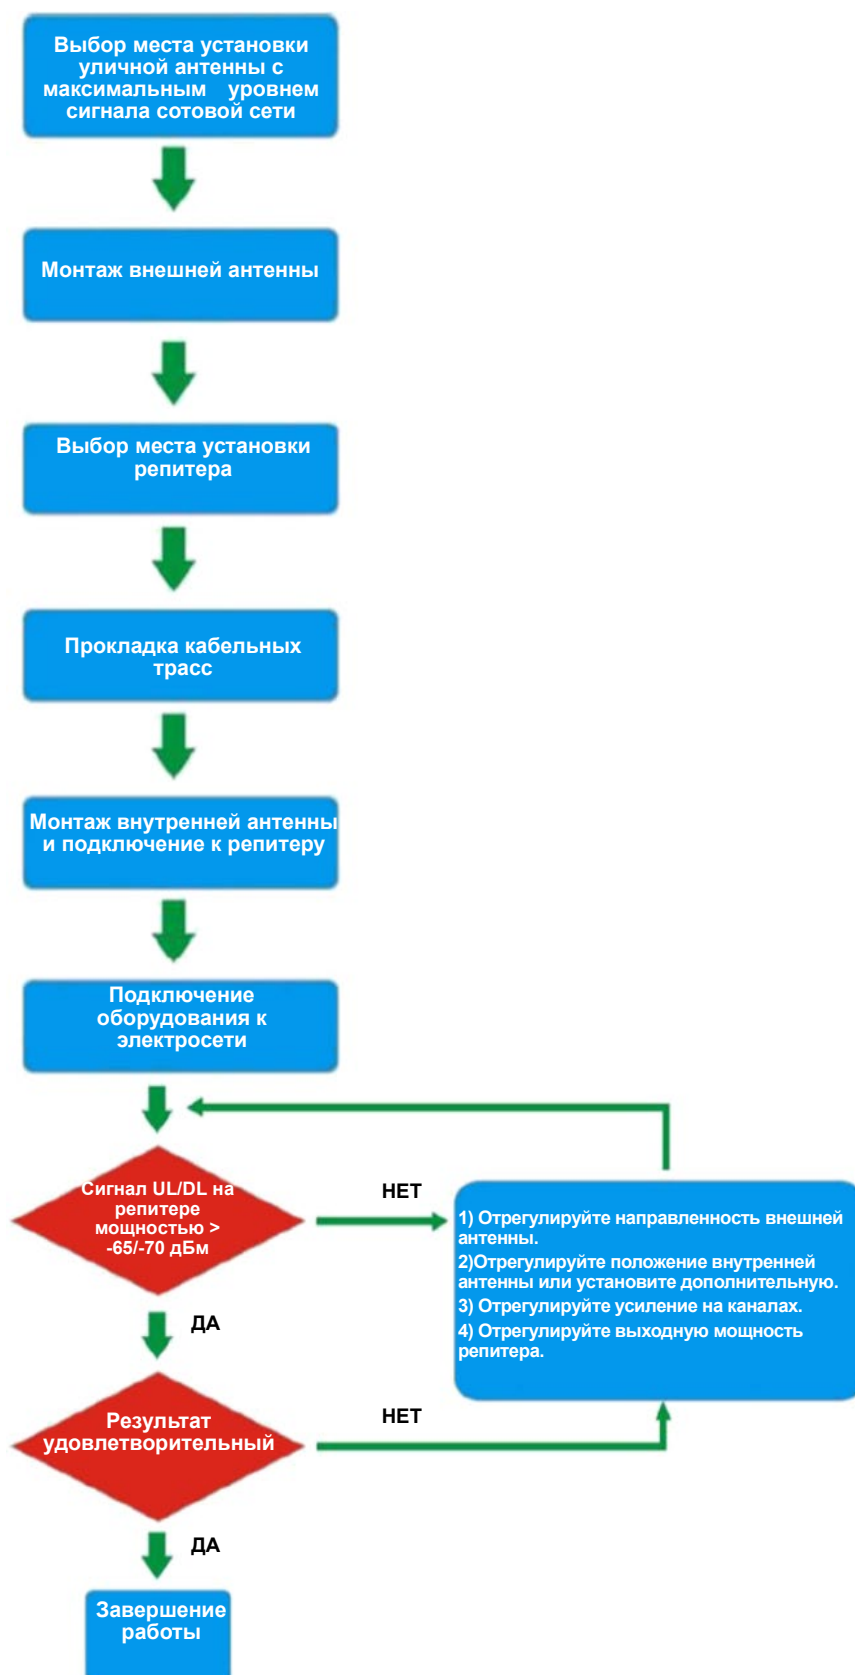 Выбор места установки
уличной антенны с
максимальным уровнем
сигнала сотовой сети
Монтаж внешней антенны
Выбор места установки
репитера
Прокладка кабельных
трасс
Монтаж внутренней антенны
и подключение к репитеру
Подключение
оборудования к
электросети
Сигнал UL/DL на
репитере
мощностью >
-65/-70 дБм
НЕТ
1) Отрегулируйте направленность внешней
антенны.
2)Отрегулируйте положение внутренней
антенны или установите дополнительную.
3) Отрегулируйте усиление на каналах.
4) Отрегулируйте выходную мощность
репитера.
ДА
Результат
удовлетворительный
НЕТ
ДА
Завершение
работы